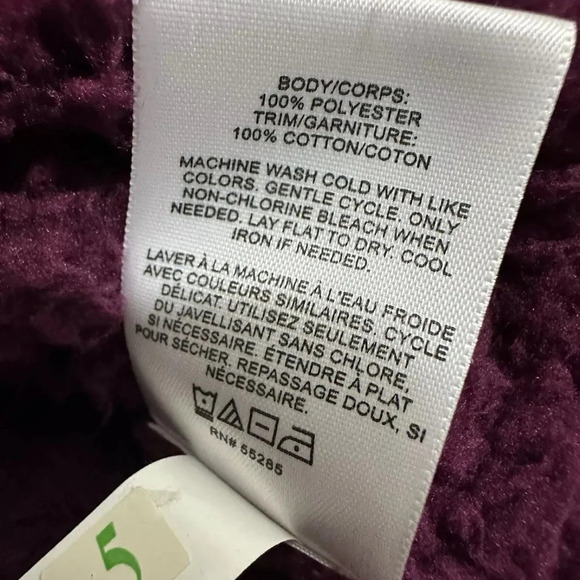 BODY/CORPS:
100% POLYESTER
TRIM/GARNITURE:
100% COTTON/COTON
MACHINE WASH COLD WITH LIKE
COLORS. GENTLE CYCLE. ONLY
NON-CHLORINE BLEACH WHEN
NEEDED. LAY FLAT TO DRY. COOL
IRON IF NEEDED.
LAVER À LA MACHINE À L'EAU FROIDE
AVEC COULEURS SIMILAIRES. CYCLE
DÉLICAT. UTILISEZ SEULEMENT
DU JAVELLISANT SANS CHLORE,
SI NÉCESSAIRE. ÉTENDRE À PLAT
POUR SÉCHER. REPASSAGE DOUX, SI
NÉCESSAIRE.
RN# 55285
5